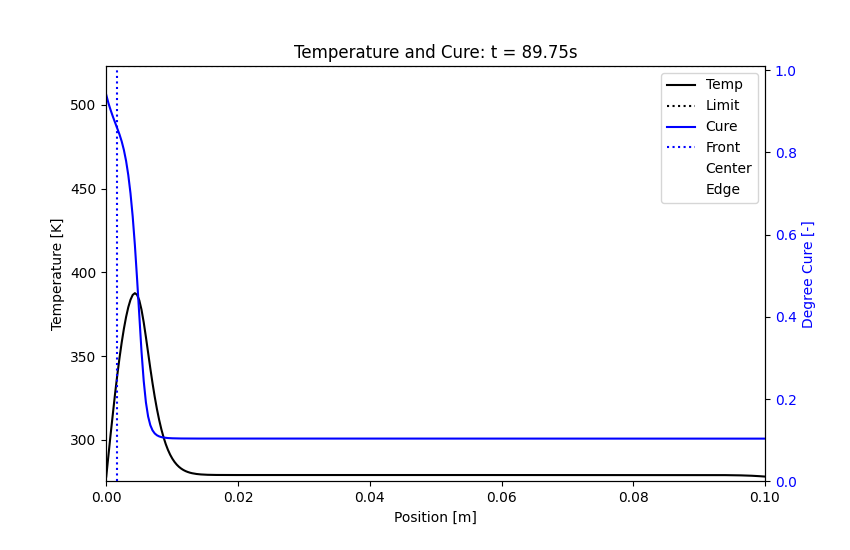 Temperature and Cure: t = 89.75s
Temperature [K]
500
450
400
350
300
Temp
Limit
Cure
Front
Center
Edge
1.0
0.8
0.6
0.4
0.2
0.0
Degree Cure [-]
0.00
0.02
0.04
0.06
0.08
0.10
Position [m]